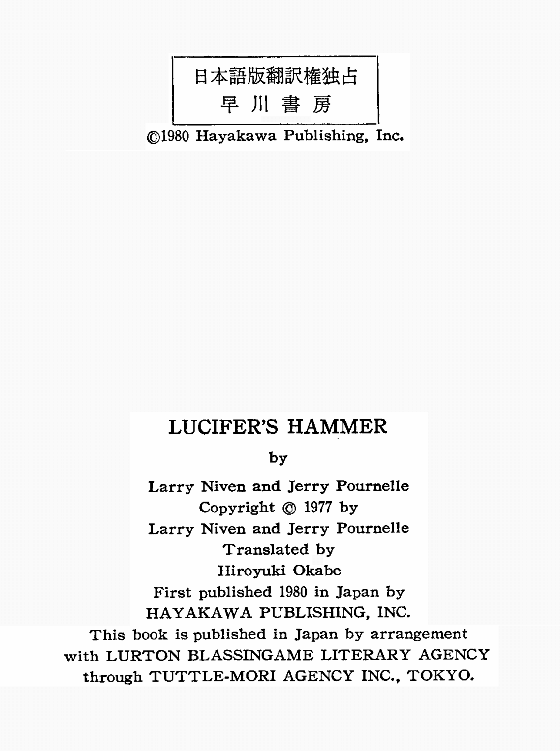 日本語版翻訳権独占
早川書房
©1980 Hayakawa Publishing, Inc.
LUCIFER'S HAMMER
by
Larry Niven and Jerry Pournelle
Copyright © 1977 by
Larry Niven and Jerry Pournelle
Translated by
Hiroyuki Okabe
First published 1980 in Japan by
HAYAKAWA PUBLISHING, INC.
This book is published in Japan by arrangement
with LURTON BLASSINGAME LITERARY AGENCY
through TUTTLE-MORI AGENCY INC., TOKYO.